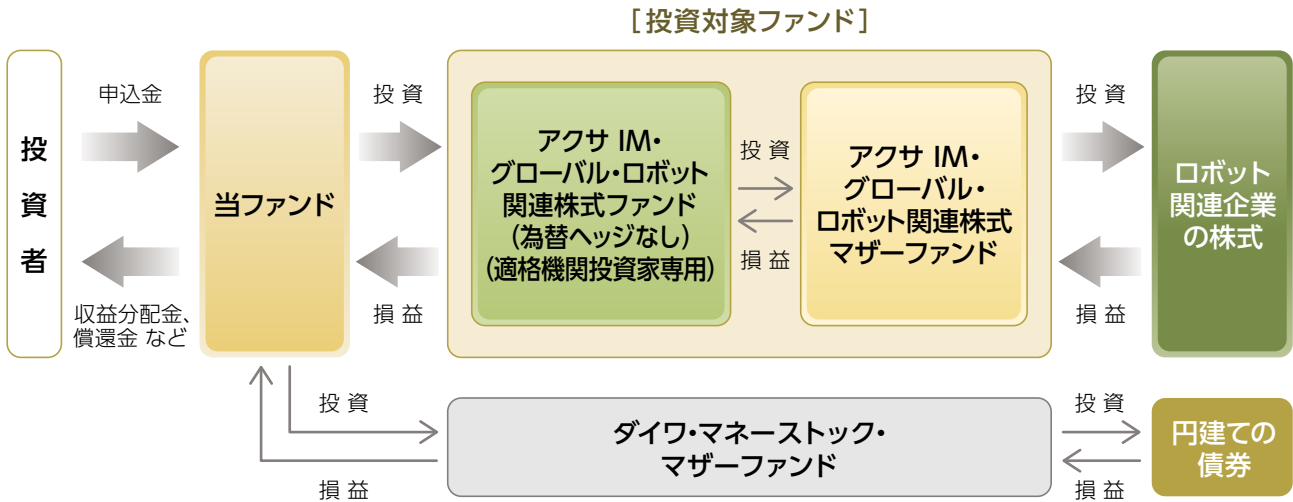 ［投資対象ファンド］
投資者
申込金
収益分配金、
償還金 など
当ファンド
投 資
損 益
アクサ IM・
グローバル・ロボット
関連株式ファンド
(為替ヘッジなし)
(適格機関投資家専用)
投 資
損 益
アクサ IM・
グローバル・
ロボット関連株式
マザーファンド
投 資
損 益
ロボット
関連企業
の株式
投 資
損 益
ダイワ・マネーストック・
マザーファンド
投 資
損 益
円建ての
債券